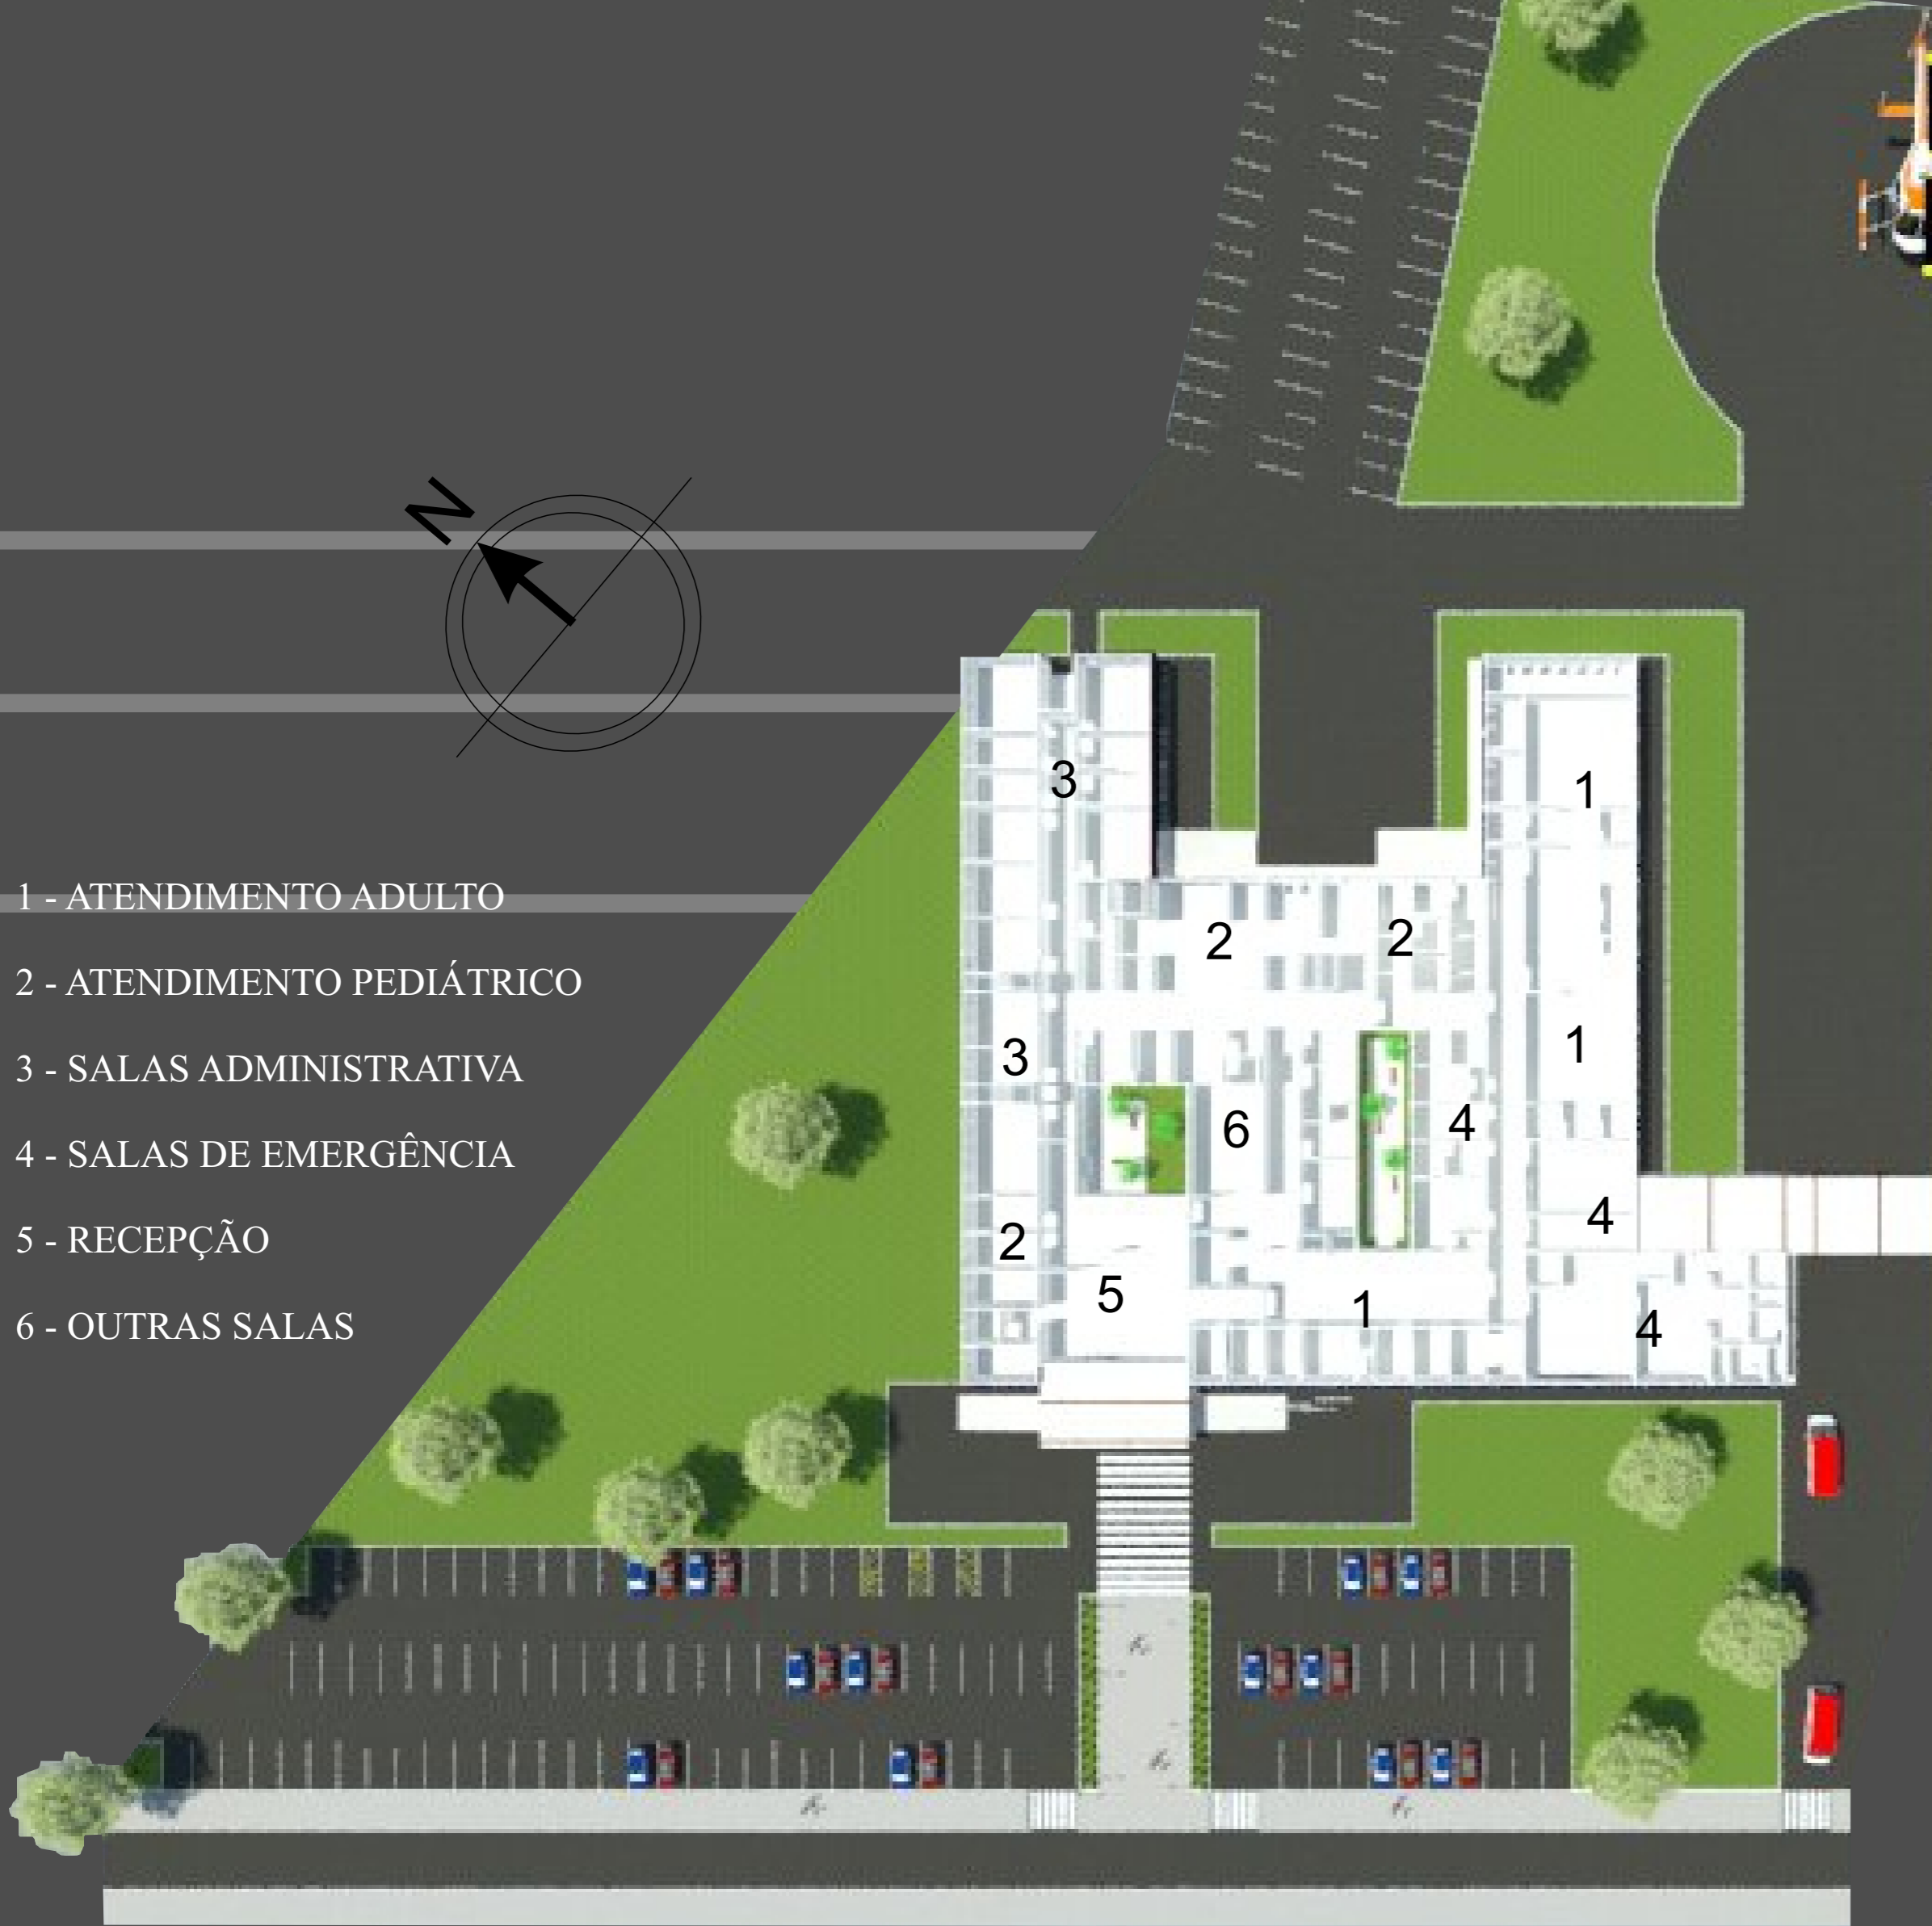 N
3
1
1 - ATENDIMENTO ADULTO
2
2
2 - ATENDIMENTO PEDIÁTRICO
3
1
3 - SALAS ADMINISTRATIVA
6
4
4 - SALAS DE EMERGÊNCIA
4
2
5 - RECEPÇÃO
5
1
4
6 - OUTRAS SALAS